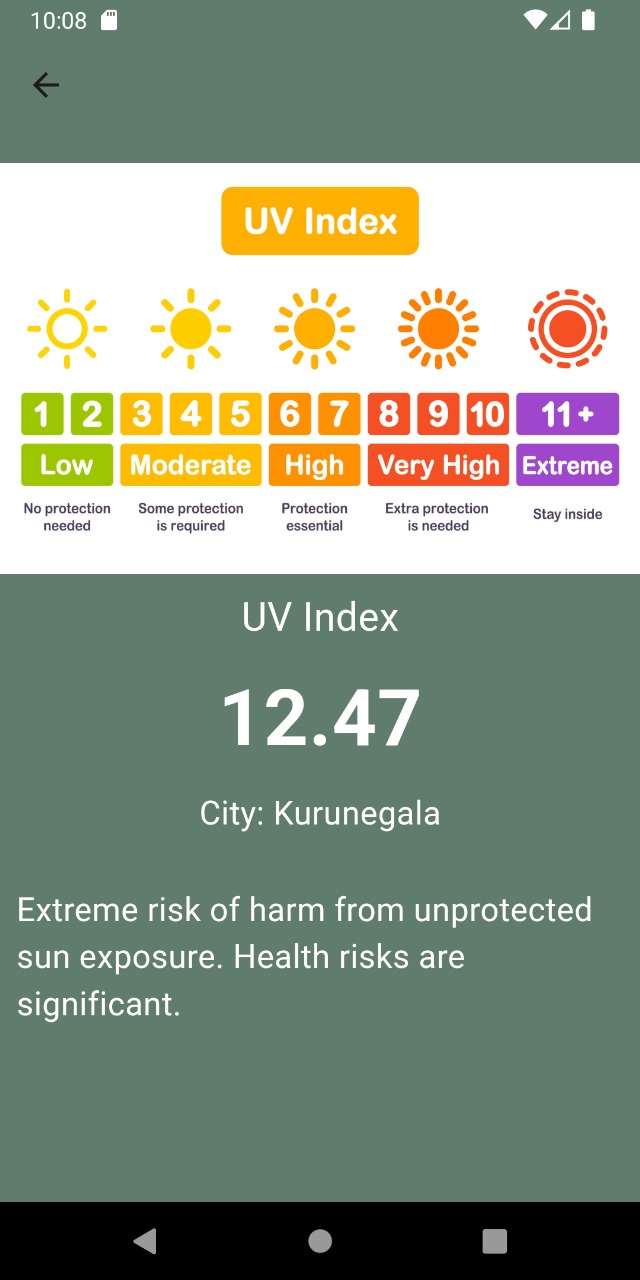 10:08
UV Index
1 2 3 4 5 6 7 8 9 10 11+
Low Moderate High Very High Extreme
No protection needed
Some protection is required
Protection essential
Extra protection is needed
Stay inside
UV Index
12.47
City: Kurunegala
Extreme risk of harm from unprotected
sun exposure. Health risks are
significant.